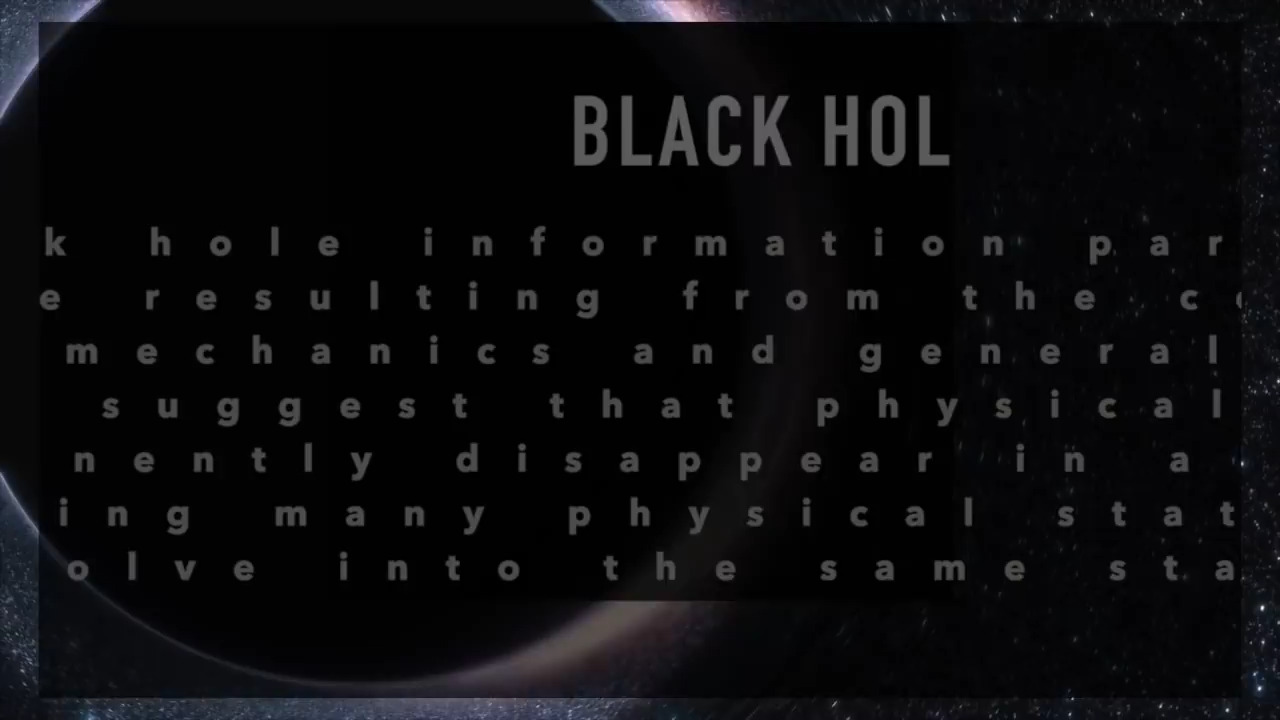 BLACK HOL
k hole information par
e resulting from the c
mechanics and general
suggest that physical
nently disappear in a
ing many physical stat
olve into the same sta